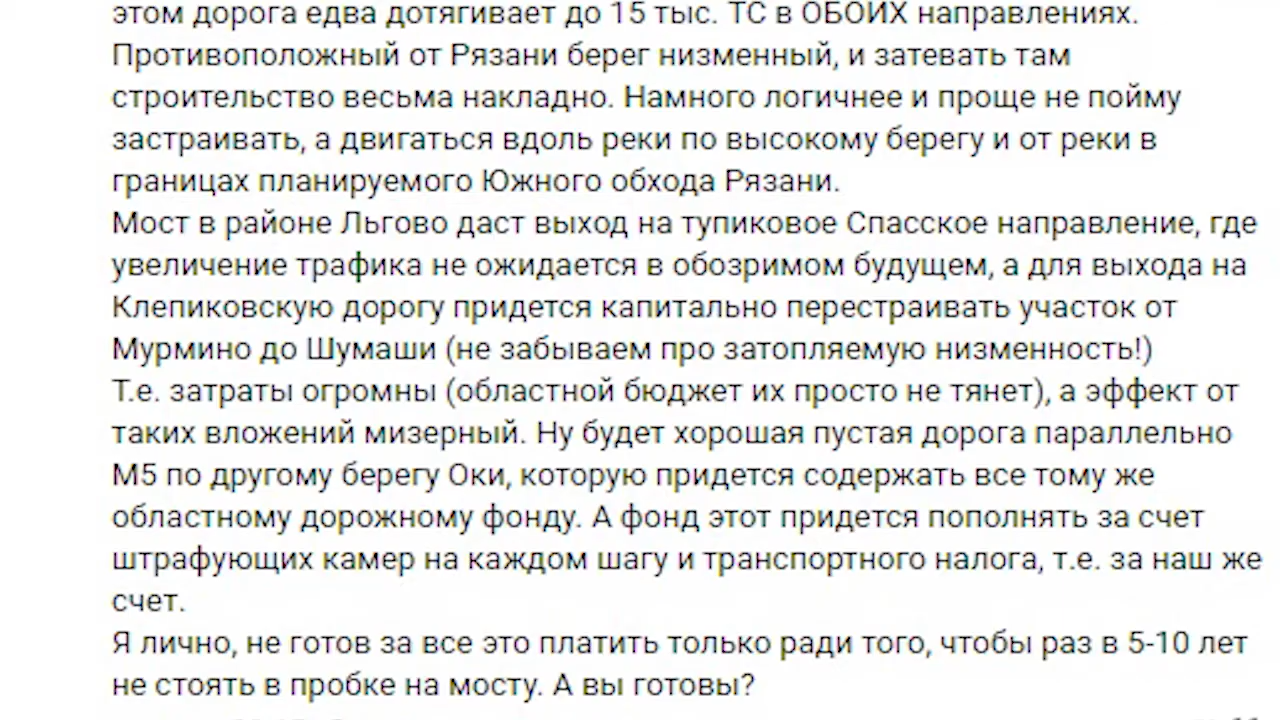 этом дорога едва дотягивает до 15 тыс. ТС в ОБОИХ направлениях.
Противоположный от Рязани берег низменный, и затевать там
строительство весьма накладно. Намного логичнее и проще не пойму
застраивать, а двигаться вдоль реки по высокому берегу и от реки в
границах планируемого Южного обхода Рязани.
Мост в районе Льгово даст выход на тупиковое Спасское направление, где
увеличение трафика не ожидается в обозримом будущем, а для выхода на
Клепиковскую дорогу придется капитально перестраивать участок от
Мурмино до Шумаши (не забываем про затопляемую низменность!)
Т.е. затраты огромны (областной бюджет их просто не тянет), а эффект от
таких вложений мизерный. Ну будет хорошая пустая дорога параллельно
М5 по другому берегу Оки, которую придется содержать все тому же
областному дорожному фонду. А фонд этот придется пополнять за счет
штрафующих камер на каждом шагу и транспортного налога, т.е. за наш же
счет.
Я лично, не готов за все это платить только ради того, чтобы раз в 5-10 лет
не стоять в пробке на мосту. А вы готовы?